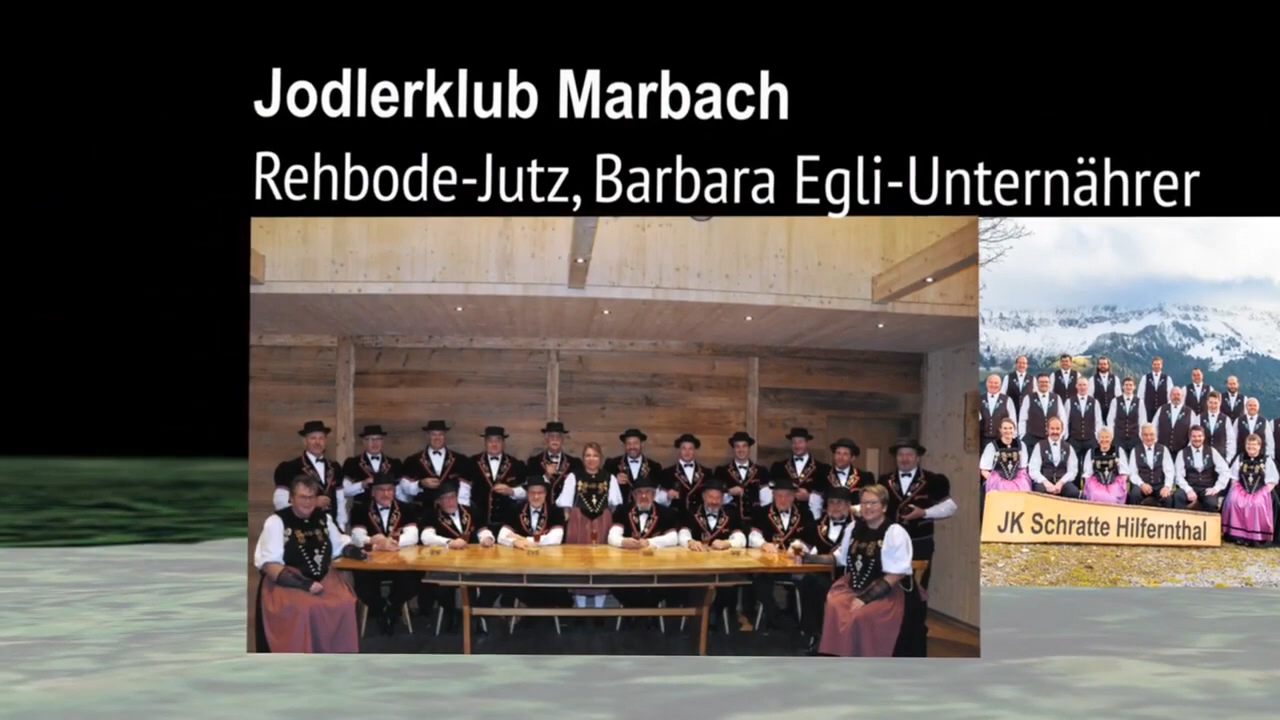 Jodlerklub Marbach
Rehbode-Jutz, Barbara Egli-Unternährer
JK Schratte Hilfernthal